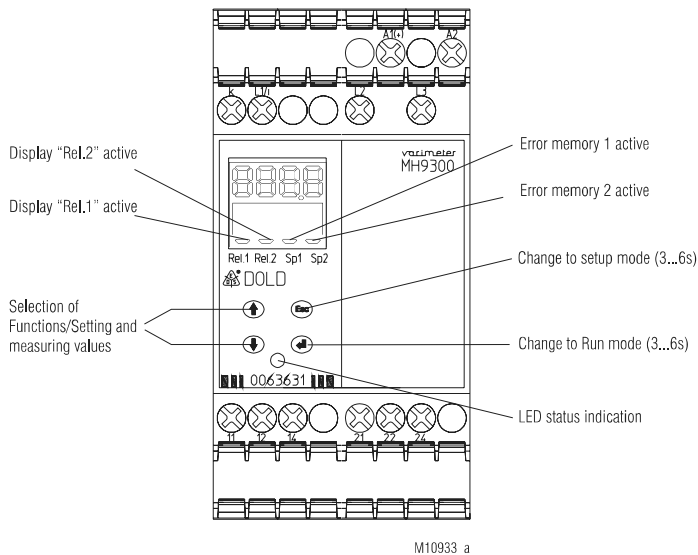 A1(+) A2
k L1/i L2 L3
varimeter
MH9300
Display "Rel.2" active
Display "Rel.1" active
Error memory 1 active
Error memory 2 active
8888
Rel.1 Rel.2 Sp1 Sp2
DOLD
Esc
Selection of
Functions/Setting and
measuring values
Change to setup mode (3...6s)
Change to Run mode (3...6s)
LED status indication
0063631
11 12 14 21 22 24
M10933_a